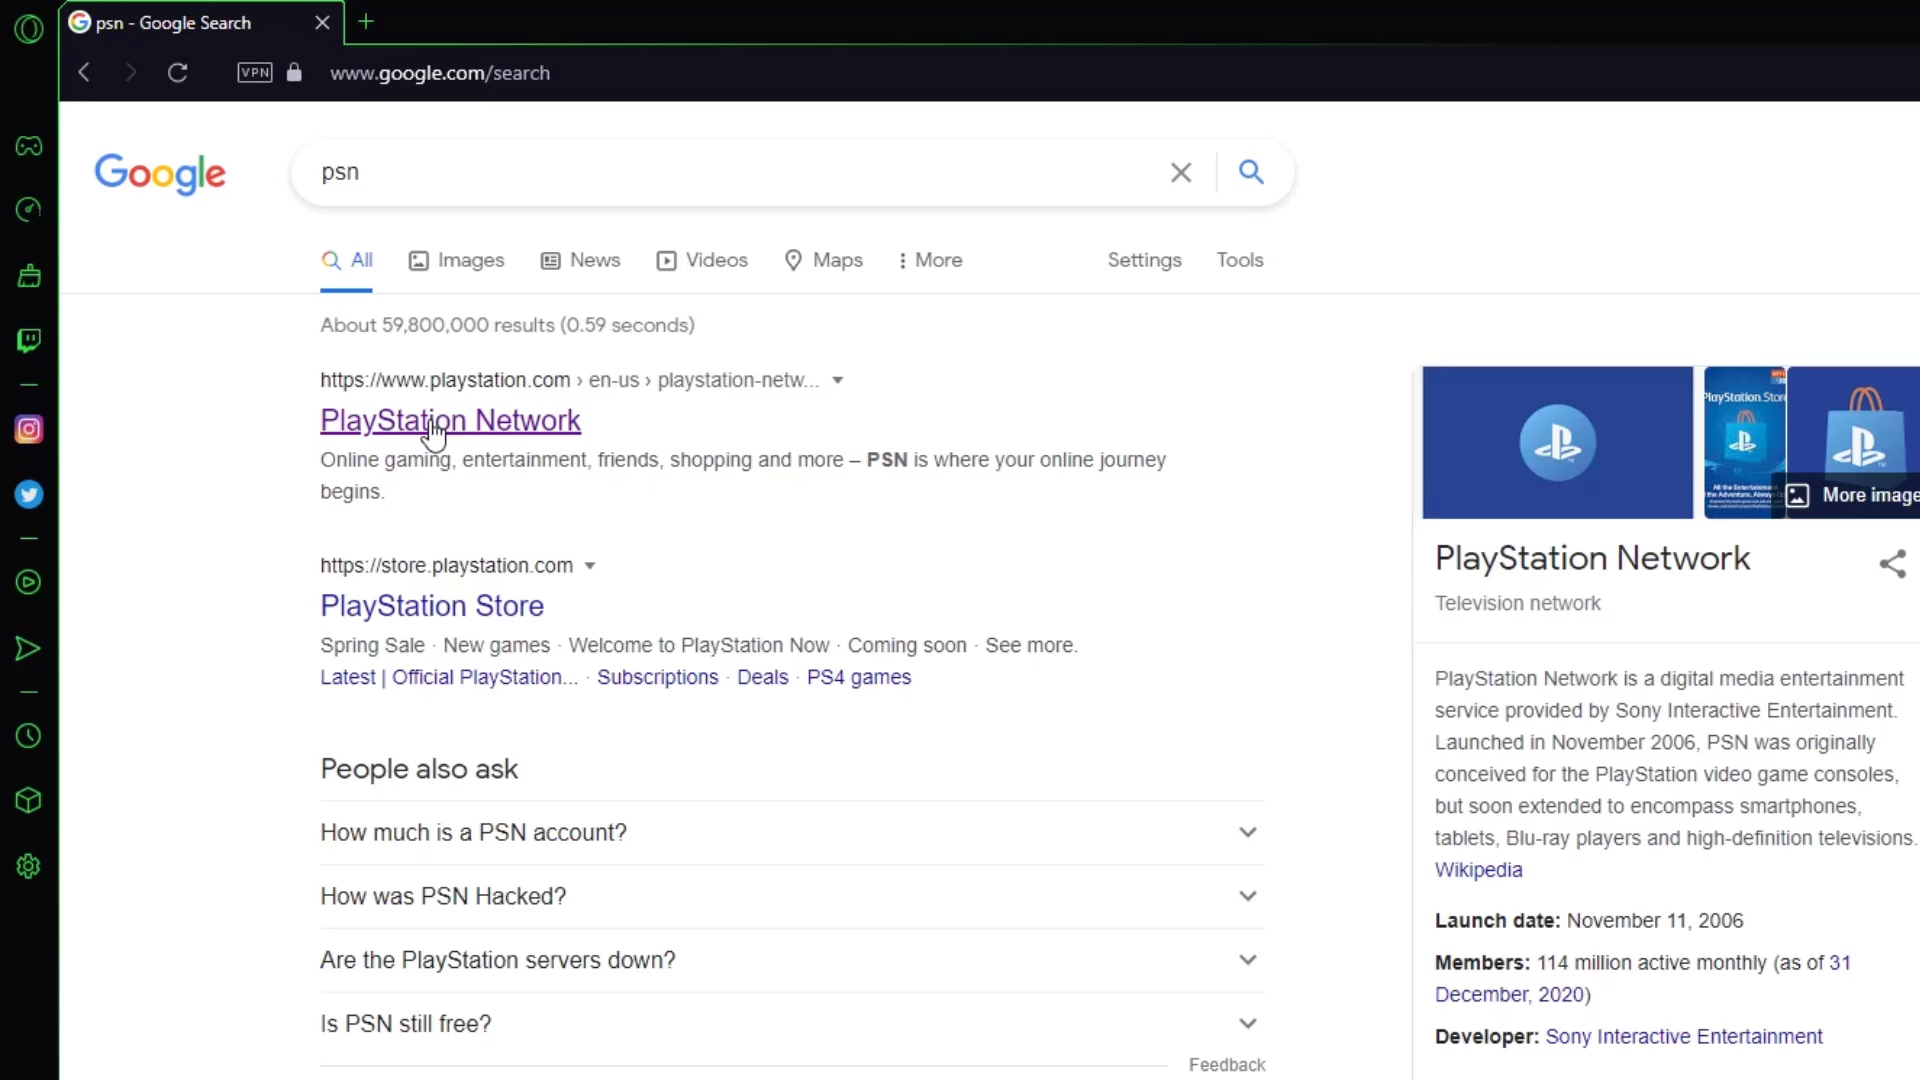 psn - Google Search
VPN
www.google.com/search
Google
psn
All
Images
News
Videos
Maps
More
Settings
Tools
About 59,800,000 results (0.59 seconds)
https://www.playstation.com › en-us › playstation-netw...
PlayStation Network
Online gaming, entertainment, friends, shopping and more – PSN is where your online journey
begins.
https://store.playstation.com
PlayStation Store
Spring Sale · New games · Welcome to PlayStation Now · Coming soon · See more.
Latest | Official PlayStation... · Subscriptions · Deals · PS4 games
People also ask
How much is a PSN account?
How was PSN Hacked?
Are the PlayStation servers down?
Is PSN still free?
Feedback
PlayStation Store
More image
PlayStation Network
Television network
PlayStation Network is a digital media entertainment
service provided by Sony Interactive Entertainment.
Launched in November 2006, PSN was originally
conceived for the PlayStation video game consoles,
but soon extended to encompass smartphones,
tablets, Blu-ray players and high-definition televisions.
Wikipedia
Launch date: November 11, 2006
Members: 114 million active monthly (as of 31
December, 2020)
Developer: Sony Interactive Entertainment